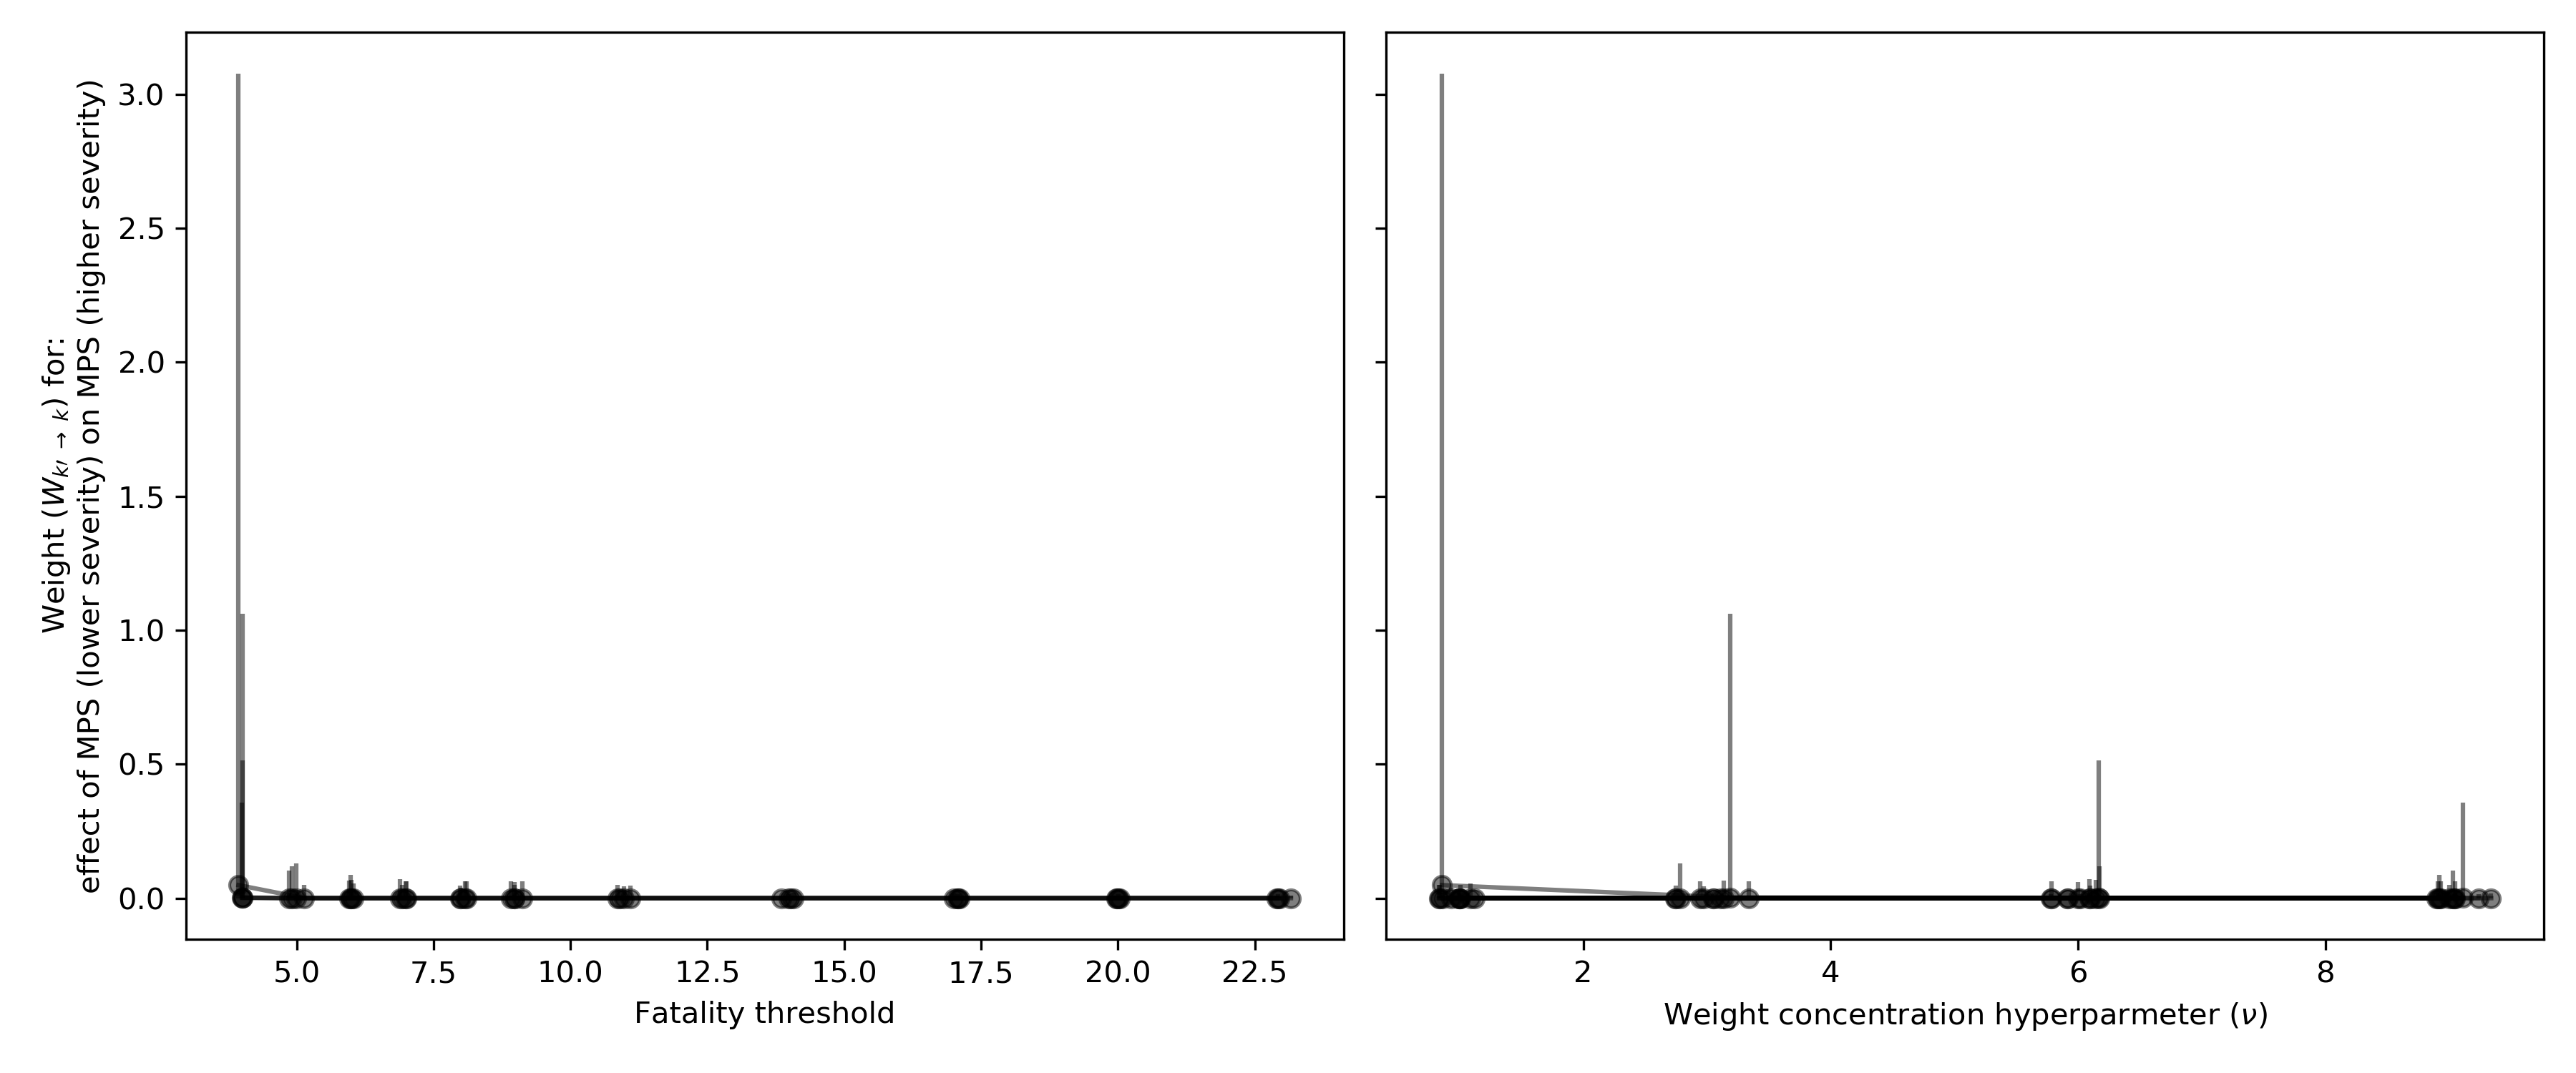 Weight (W_{k′ → k}) for:
effect of MPS (lower severity) on MPS (higher severity)
3.0
2.5
2.0
1.5
1.0
0.5
0.0
5.0 7.5 10.0 12.5 15.0 17.5 20.0 22.5
Fatality threshold
2 4 6 8
Weight concentration hyperparmeter (ν)